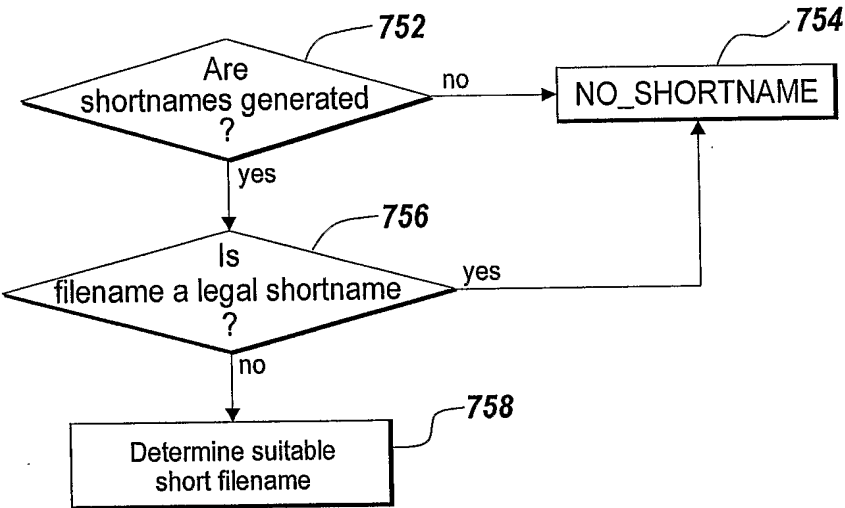 752
Are
shortnames generated
?
no
754
NO_SHORTNAME
yes
756
Is
filename a legal shortname
?
yes
no
758
Determine suitable
short filename